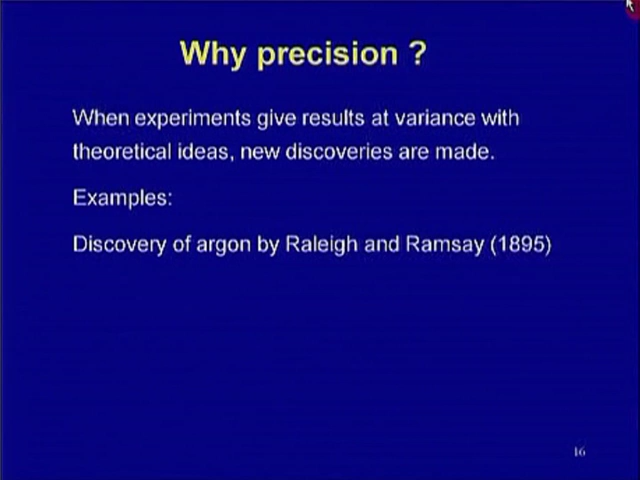 Why precision ?
When experiments give results at variance with
theoretical ideas, new discoveries are made.
Examples:
Discovery of argon by Raleigh and Ramsay (1895)
16